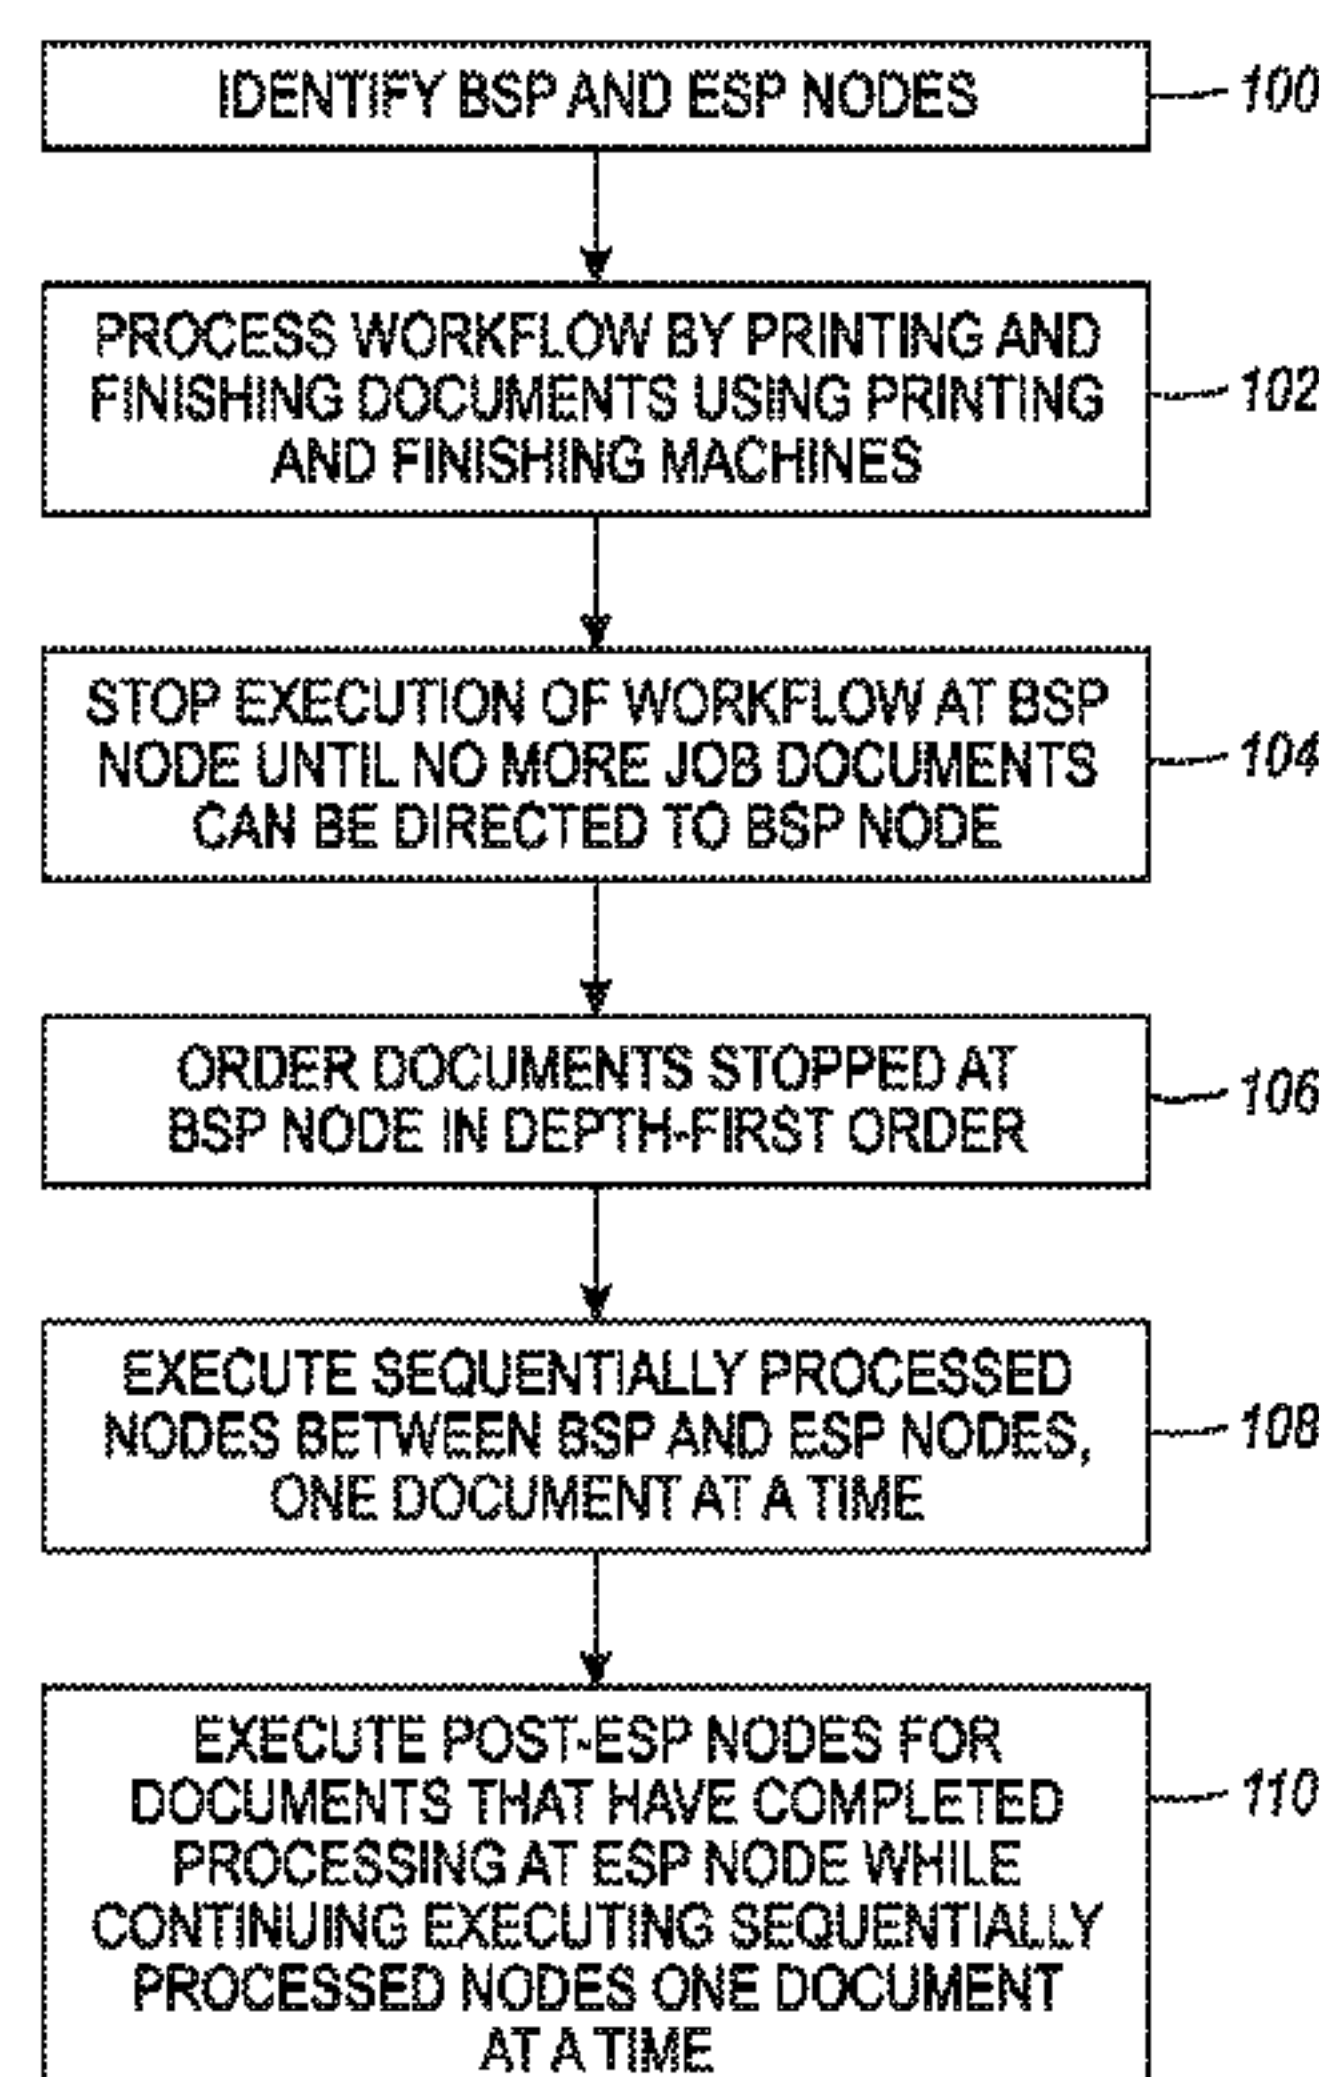 IDENTIFY BSP AND ESP NODES
100
PROCESS WORKFLOW BY PRINTING AND
FINISHING DOCUMENTS USING PRINTING
AND FINISHING MACHINES
102
STOP EXECUTION OF WORKFLOW AT BSP
NODE UNTIL NO MORE JOB DOCUMENTS
CAN BE DIRECTED TO BSP NODE
104
ORDER DOCUMENTS STOPPED AT
BSP NODE IN DEPTH-FIRST ORDER
106
EXECUTE SEQUENTIALLY PROCESSED
NODES BETWEEN BSP AND ESP NODES,
ONE DOCUMENT AT A TIME
108
EXECUTE POST-ESP NODES FOR
DOCUMENTS THAT HAVE COMPLETED
PROCESSING AT ESP NODE WHILE
CONTINUING EXECUTING SEQUENTIALLY
PROCESSED NODES ONE DOCUMENT
AT A TIME
110